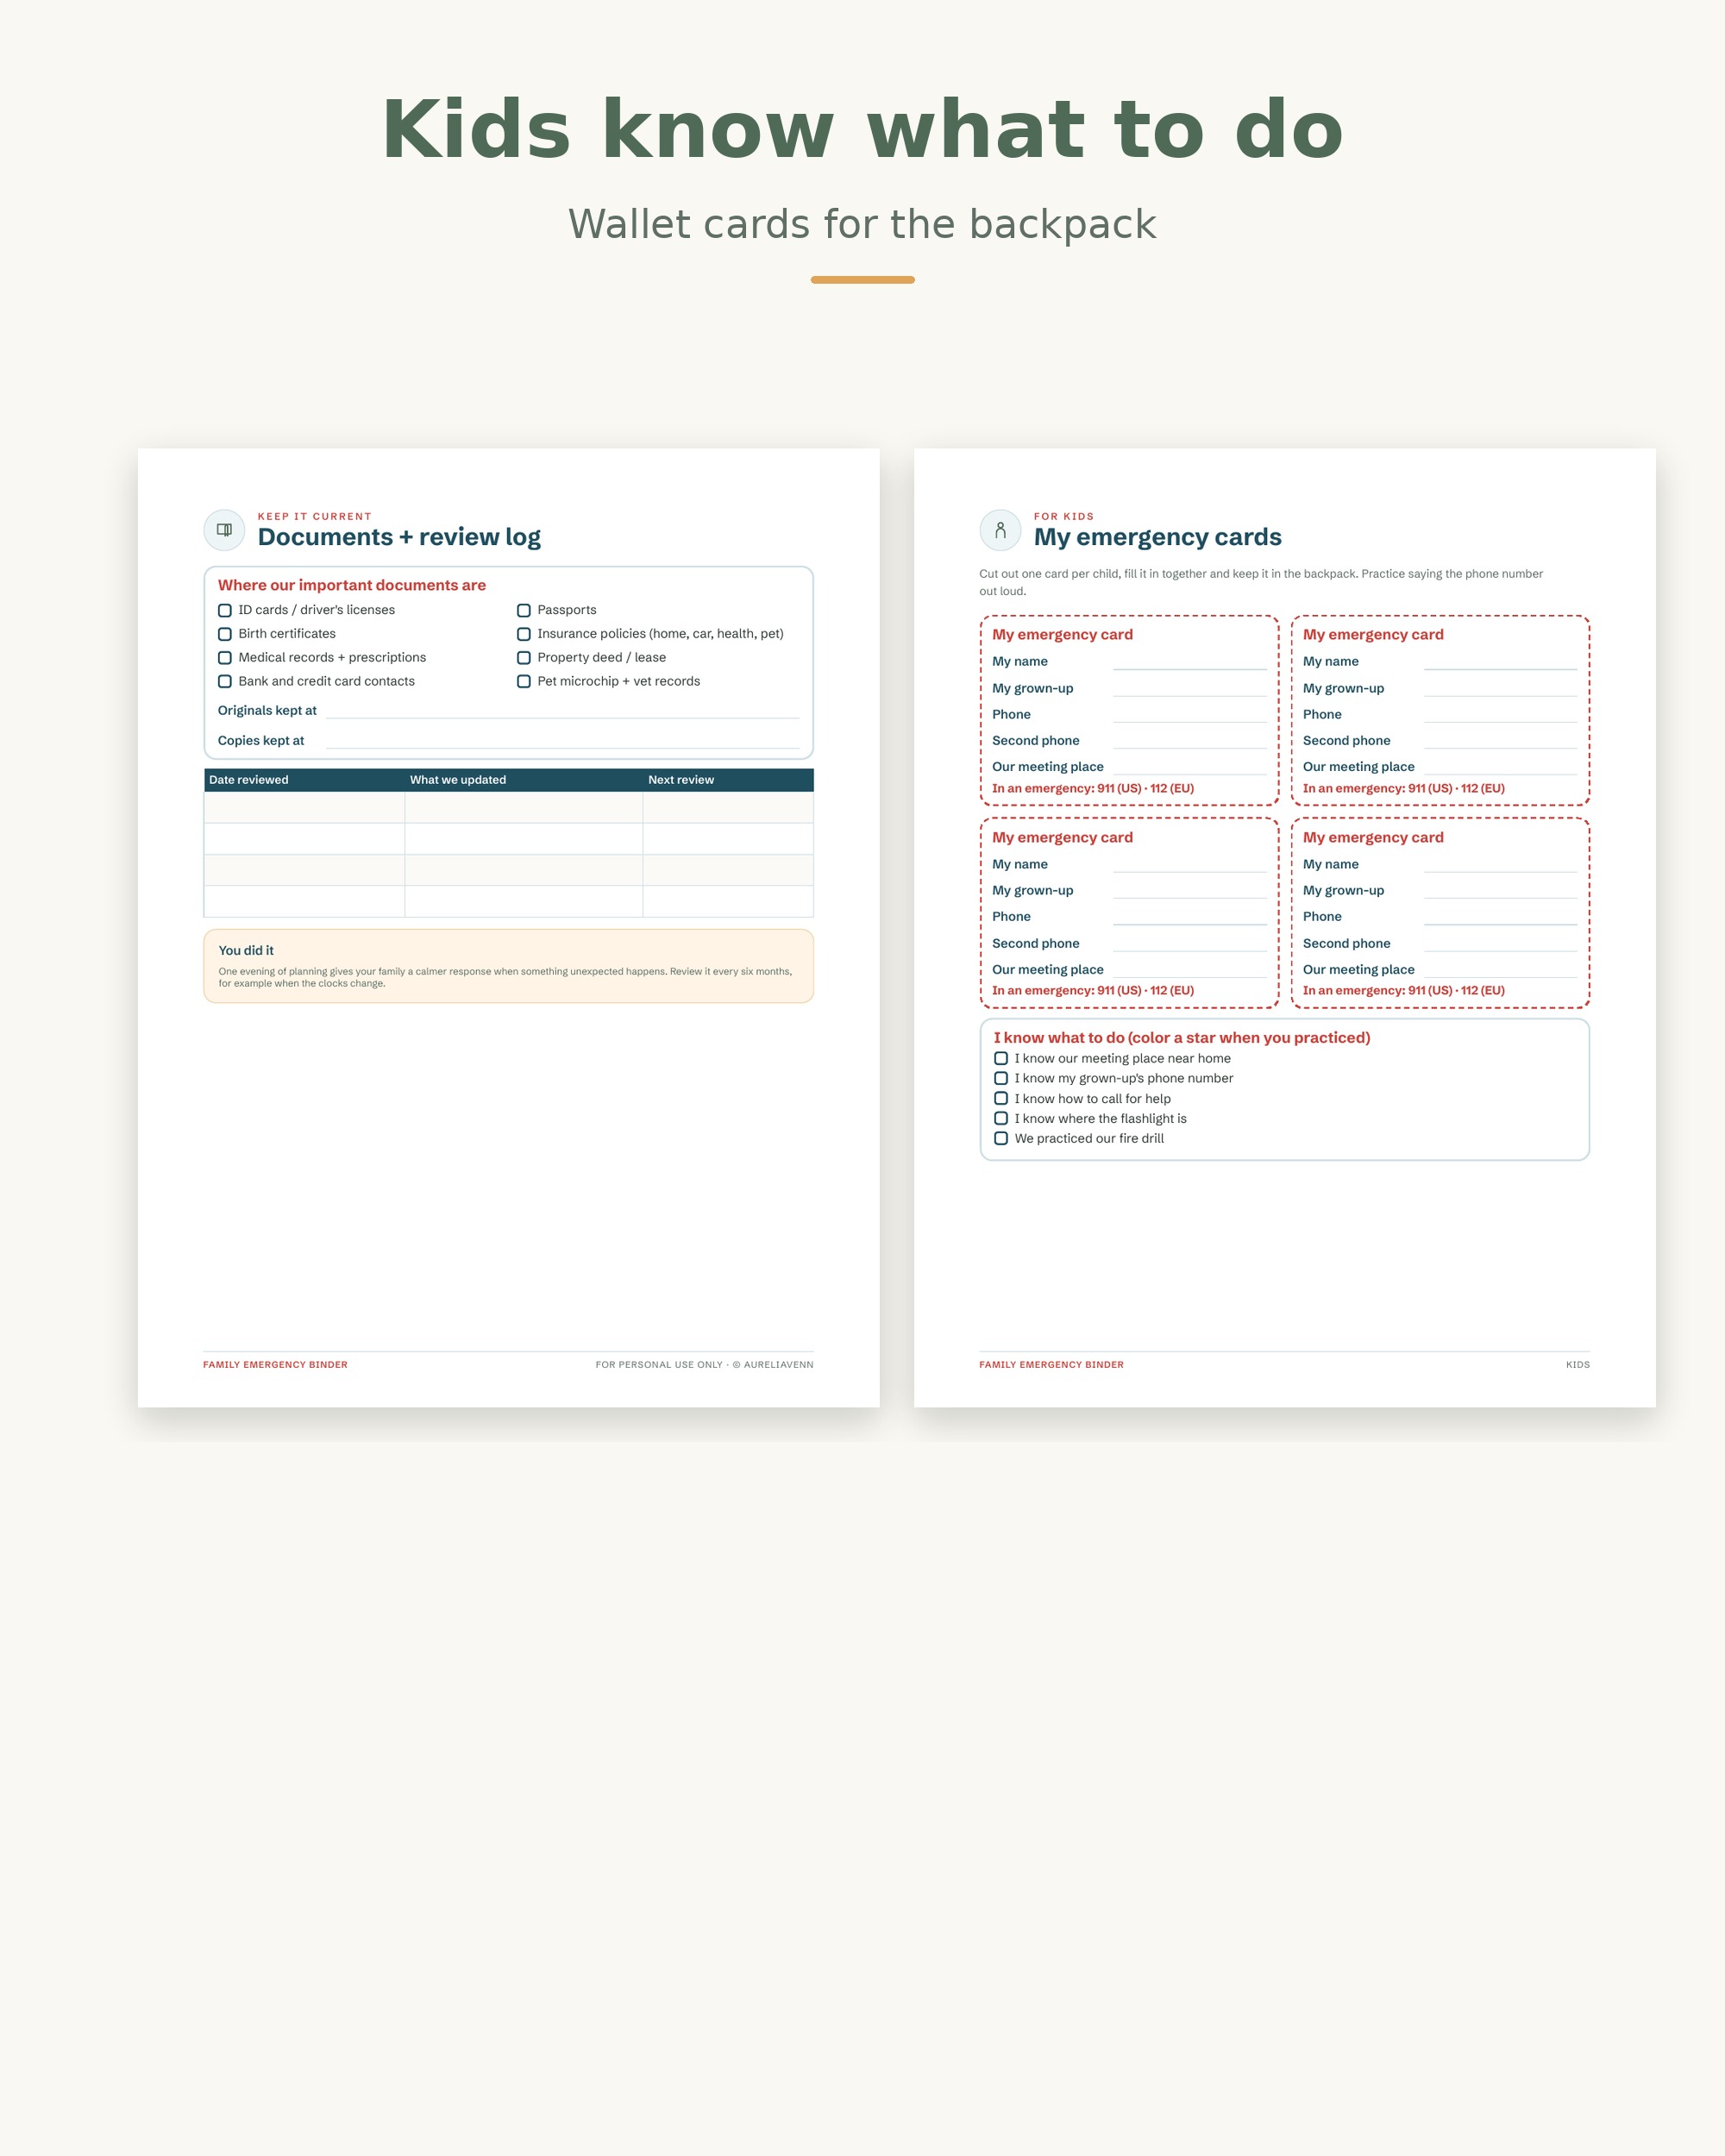 Kids know what to do
Wallet cards for the backpack
KEEP IT CURRENT
Documents + review log
Where our important documents are
ID cards / driver's licenses
Passports
Birth certificates
Insurance policies (home, car, health, pet)
Medical records + prescriptions
Property deed / lease
Bank and credit card contacts
Pet microchip + vet records
Originals kept at
Copies kept at
Date reviewed What we updated Next review
You did it
One evening of planning gives your family a calmer response when something unexpected happens. Review it every six months,
for example when the clocks change.
FAMILY EMERGENCY BINDER
FOR PERSONAL USE ONLY · © AURELIAVENN
FOR KIDS
My emergency cards
Cut out one card per child, fill it in together and keep it in the backpack. Practice saying the phone number
out loud.
My emergency card
My name
My grown-up
Phone
Second phone
Our meeting place
In an emergency: 911 (US) · 112 (EU)
My emergency card
My name
My grown-up
Phone
Second phone
Our meeting place
In an emergency: 911 (US) · 112 (EU)
My emergency card
My name
My grown-up
Phone
Second phone
Our meeting place
In an emergency: 911 (US) · 112 (EU)
My emergency card
My name
My grown-up
Phone
Second phone
Our meeting place
In an emergency: 911 (US) · 112 (EU)
I know what to do (color a star when you practiced)
I know our meeting place near home
I know my grown-up's phone number
I know how to call for help
I know where the flashlight is
We practiced our fire drill
FAMILY EMERGENCY BINDER
KIDS